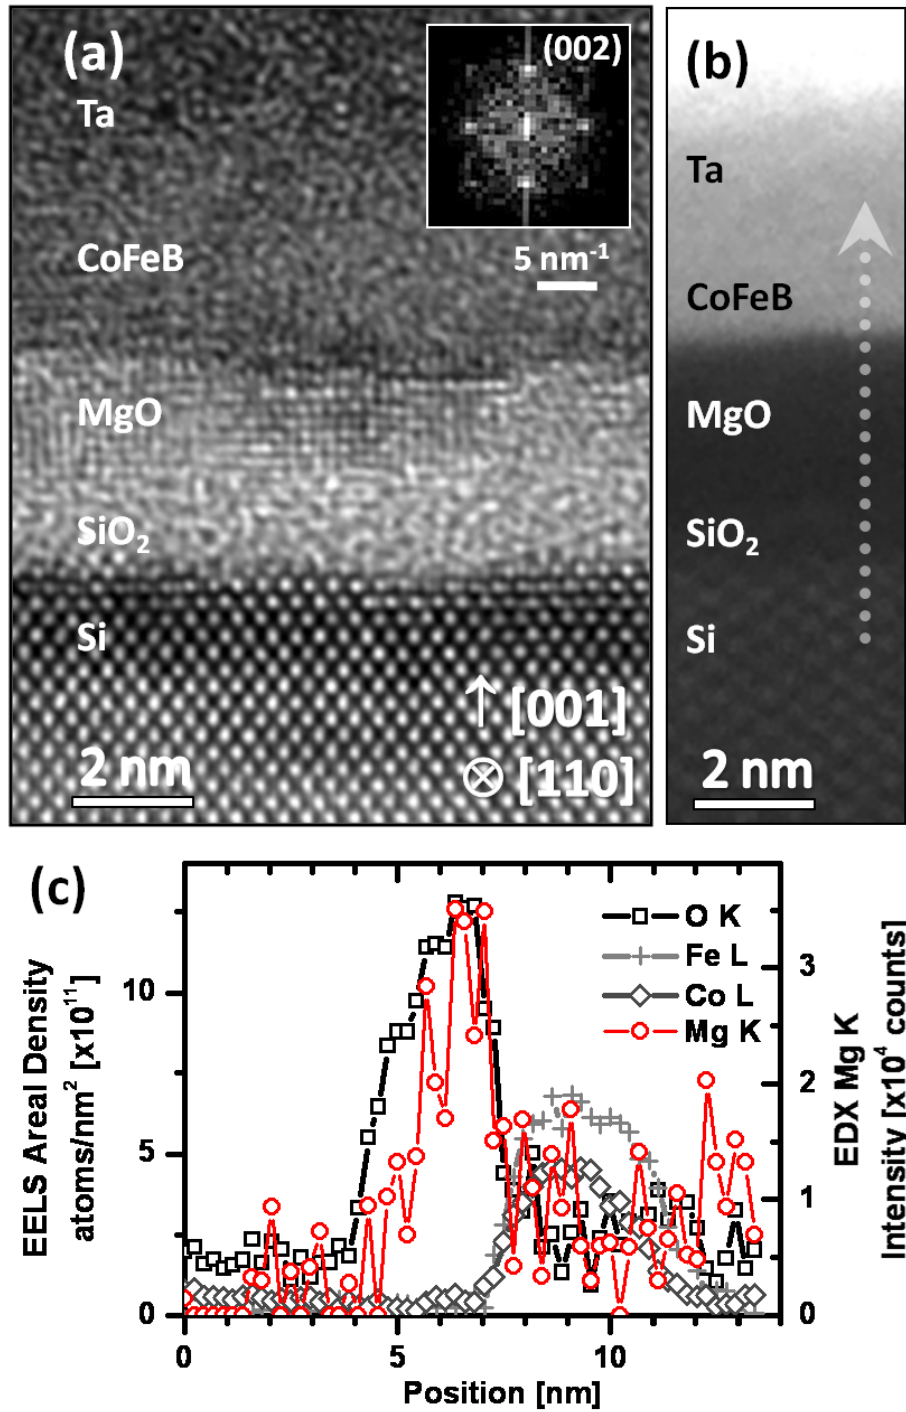 (a)
Ta
CoFeB
MgO
SiO₂
Si
(002)
5 nm⁻¹
↑ [001]
⊗ [110]
2 nm
(b)
Ta
CoFeB
MgO
SiO₂
Si
2 nm
(c)
EELS Areal Density
atoms/nm² [x10¹¹]
10
5
0
O K
Fe L
Co L
Mg K
3
2
1
0
EDX Mg K
Intensity [x10⁴ counts]
0 5 10
Position [nm]